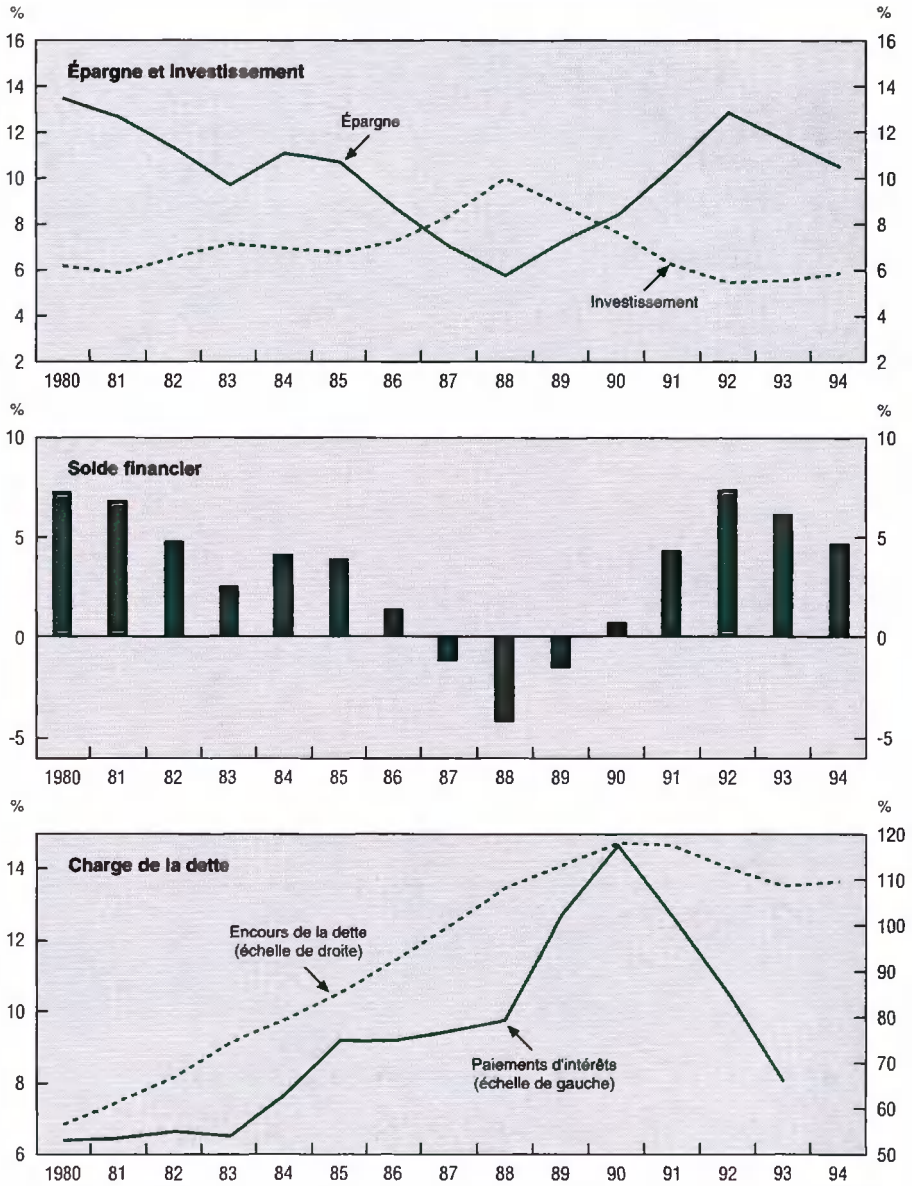 % %
16 16
Épargne et Investissement
14 14
Épargne
12 12
10 10
8 8
6 6
Investissement
4 4
2 2
1980 81 82 83 84 85 86 87 88 89 90 91 92 93 94
% %
10 10
Solde financier
5 5
0 0
-5 -5
1980 81 82 83 84 85 86 87 88 89 90 91 92 93 94
% %
120
14
Charge de la dette
110
Encours de la dette
(échelle de droite)
12
100
90
10
80
Paiements d'intérêts
(échelle de gauche)
8
70
60
6 50
1980 81 82 83 84 85 86 87 88 89 90 91 92 93 94